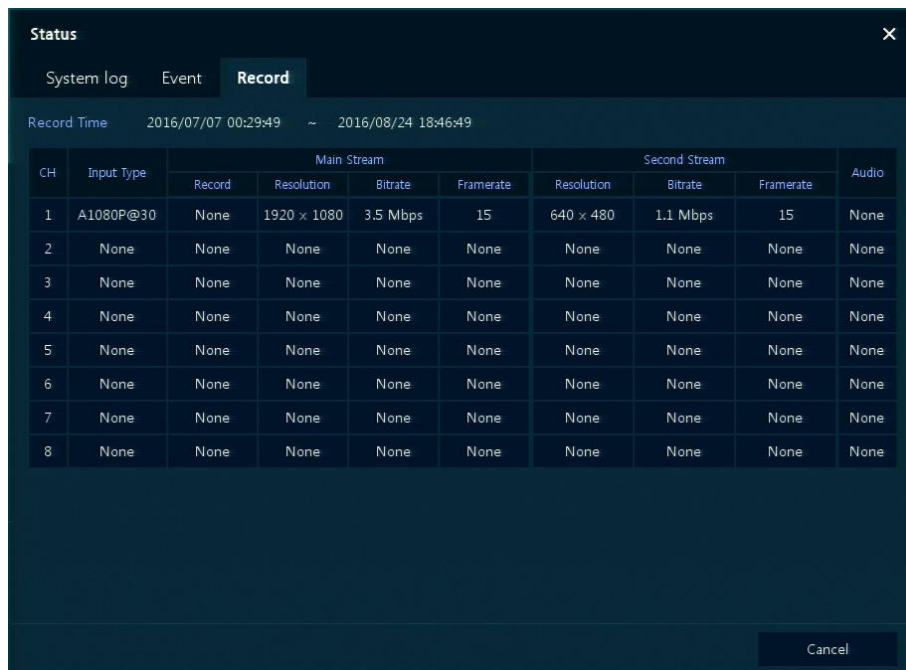 Status ×
System log Event Record
Record Time 2016/07/07 00:29:49 ~ 2016/08/24 18:46:49
CH Input Type Main Stream Second Stream Audio
Record Resolution Bitrate Framerate Resolution Bitrate Framerate
1 A1080P@30 None 1920 × 1080 3.5 Mbps 15 640 × 480 1.1 Mbps 15 None
2 None None None None None None None None None
3 None None None None None None None None None
4 None None None None None None None None None
5 None None None None None None None None None
6 None None None None None None None None None
7 None None None None None None None None None
8 None None None None None None None None None
Cancel